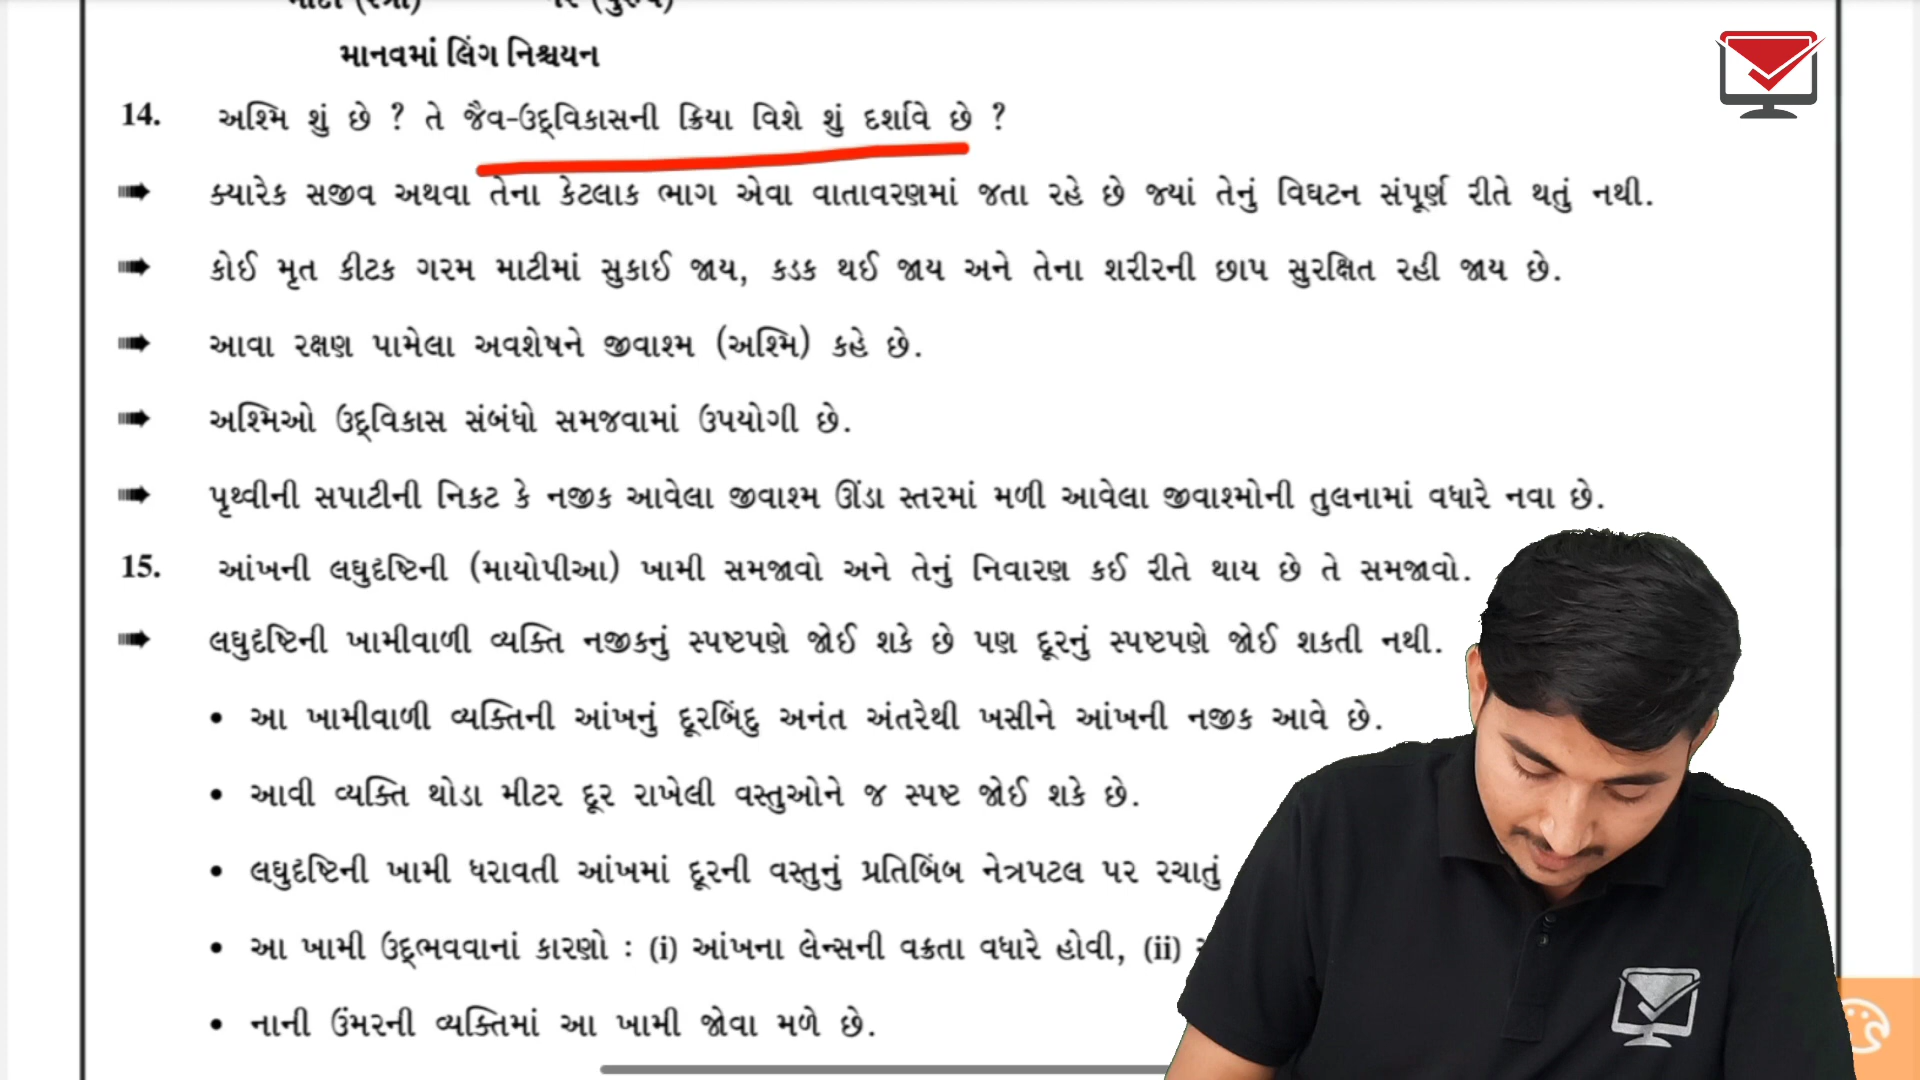 માનવમાં લિંગ નિશ્ચયન
14. અશ્મિ શું છે ? તે જૈવ-ઉદ્‌વિકાસની ક્રિયા વિશે શું દર્શાવે છે ?
ક્યારેક સજીવ અથવા તેના કેટલાક ભાગ એવા વાતાવરણમાં જતા રહે છે જ્યાં તેનું વિઘટન સંપૂર્ણ રીતે થતું નથી.
કોઈ મૃત કીટક ગરમ માટીમાં સુકાઈ જાય, કડક થઈ જાય અને તેના શરીરની છાપ સુરક્ષિત રહી જાય છે.
આવા રક્ષણ પામેલા અવશેષને જીવાશ્મ (અશ્મિ) કહે છે.
અશ્મિઓ ઉદ્‌વિકાસ સંબંધો સમજવામાં ઉપયોગી છે.
પૃથ્વીની સપાટીની નિકટ કે નજીક આવેલા જીવાશ્મ ઊંડા સ્તરમાં મળી આવેલા જીવાશ્મોની તુલનામાં વધારે નવા છે.
15. આંખની લઘુદૃષ્ટિની (માયોપીઆ) ખામી સમજાવો અને તેનું નિવારણ કઈ રીતે થાય છે તે સમજાવો.
લઘુદૃષ્ટિની ખામીવાળી વ્યક્તિ નજીકનું સ્પષ્ટપણે જોઈ શકે છે પણ દૂરનું સ્પષ્ટપણે જોઈ શકતી નથી.
• આ ખામીવાળી વ્યક્તિની આંખનું દૂરબિંદુ અનંત અંતરેથી ખસીને આંખની નજીક આવે છે.
• આવી વ્યક્તિ થોડા મીટર દૂર રાખેલી વસ્તુઓને જ સ્પષ્ટ જોઈ શકે છે.
• લઘુદૃષ્ટિની ખામી ધરાવતી આંખમાં દૂરની વસ્તુનું પ્રતિબિંબ નેત્રપટલ પર રચાતું
• આ ખામી ઉદ્‌ભવવાનાં કારણો : (i) આંખના લેન્સની વક્રતા વધારે હોવી, (ii)
• નાની ઉંમરની વ્યક્તિમાં આ ખામી જોવા મળે છે.